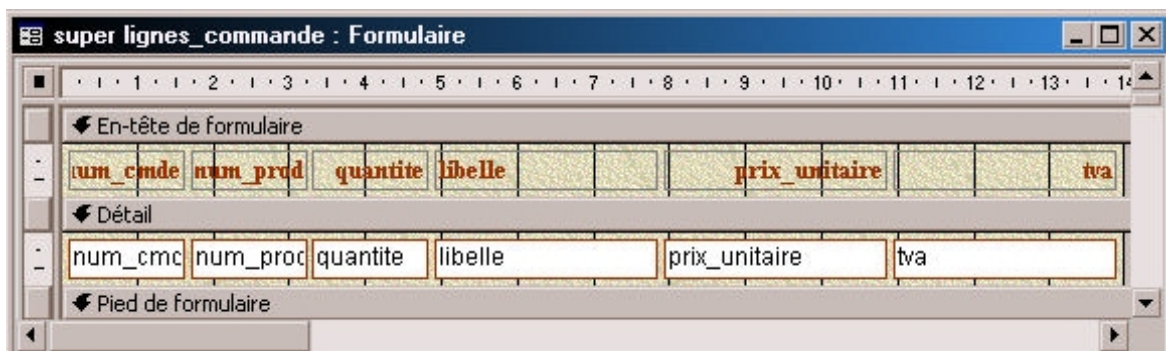 super lignes_commande : Formulaire
1 2 3 4 5 6 7 8 9 10 11 12 13 14
En-tête de formulaire
num_cmde num_prod quantite libelle prix_unitaire tva
Détail
num_cmc num_proc quantite libelle prix_unitaire tva
Pied de formulaire